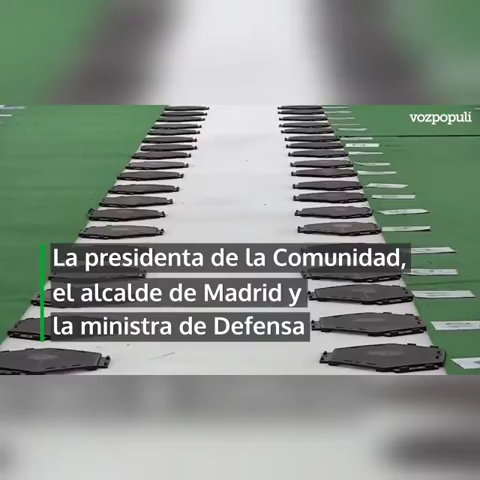 vozpopuli
La presidenta de la Comunidad,
el alcalde de Madrid y
la ministra de Defensa